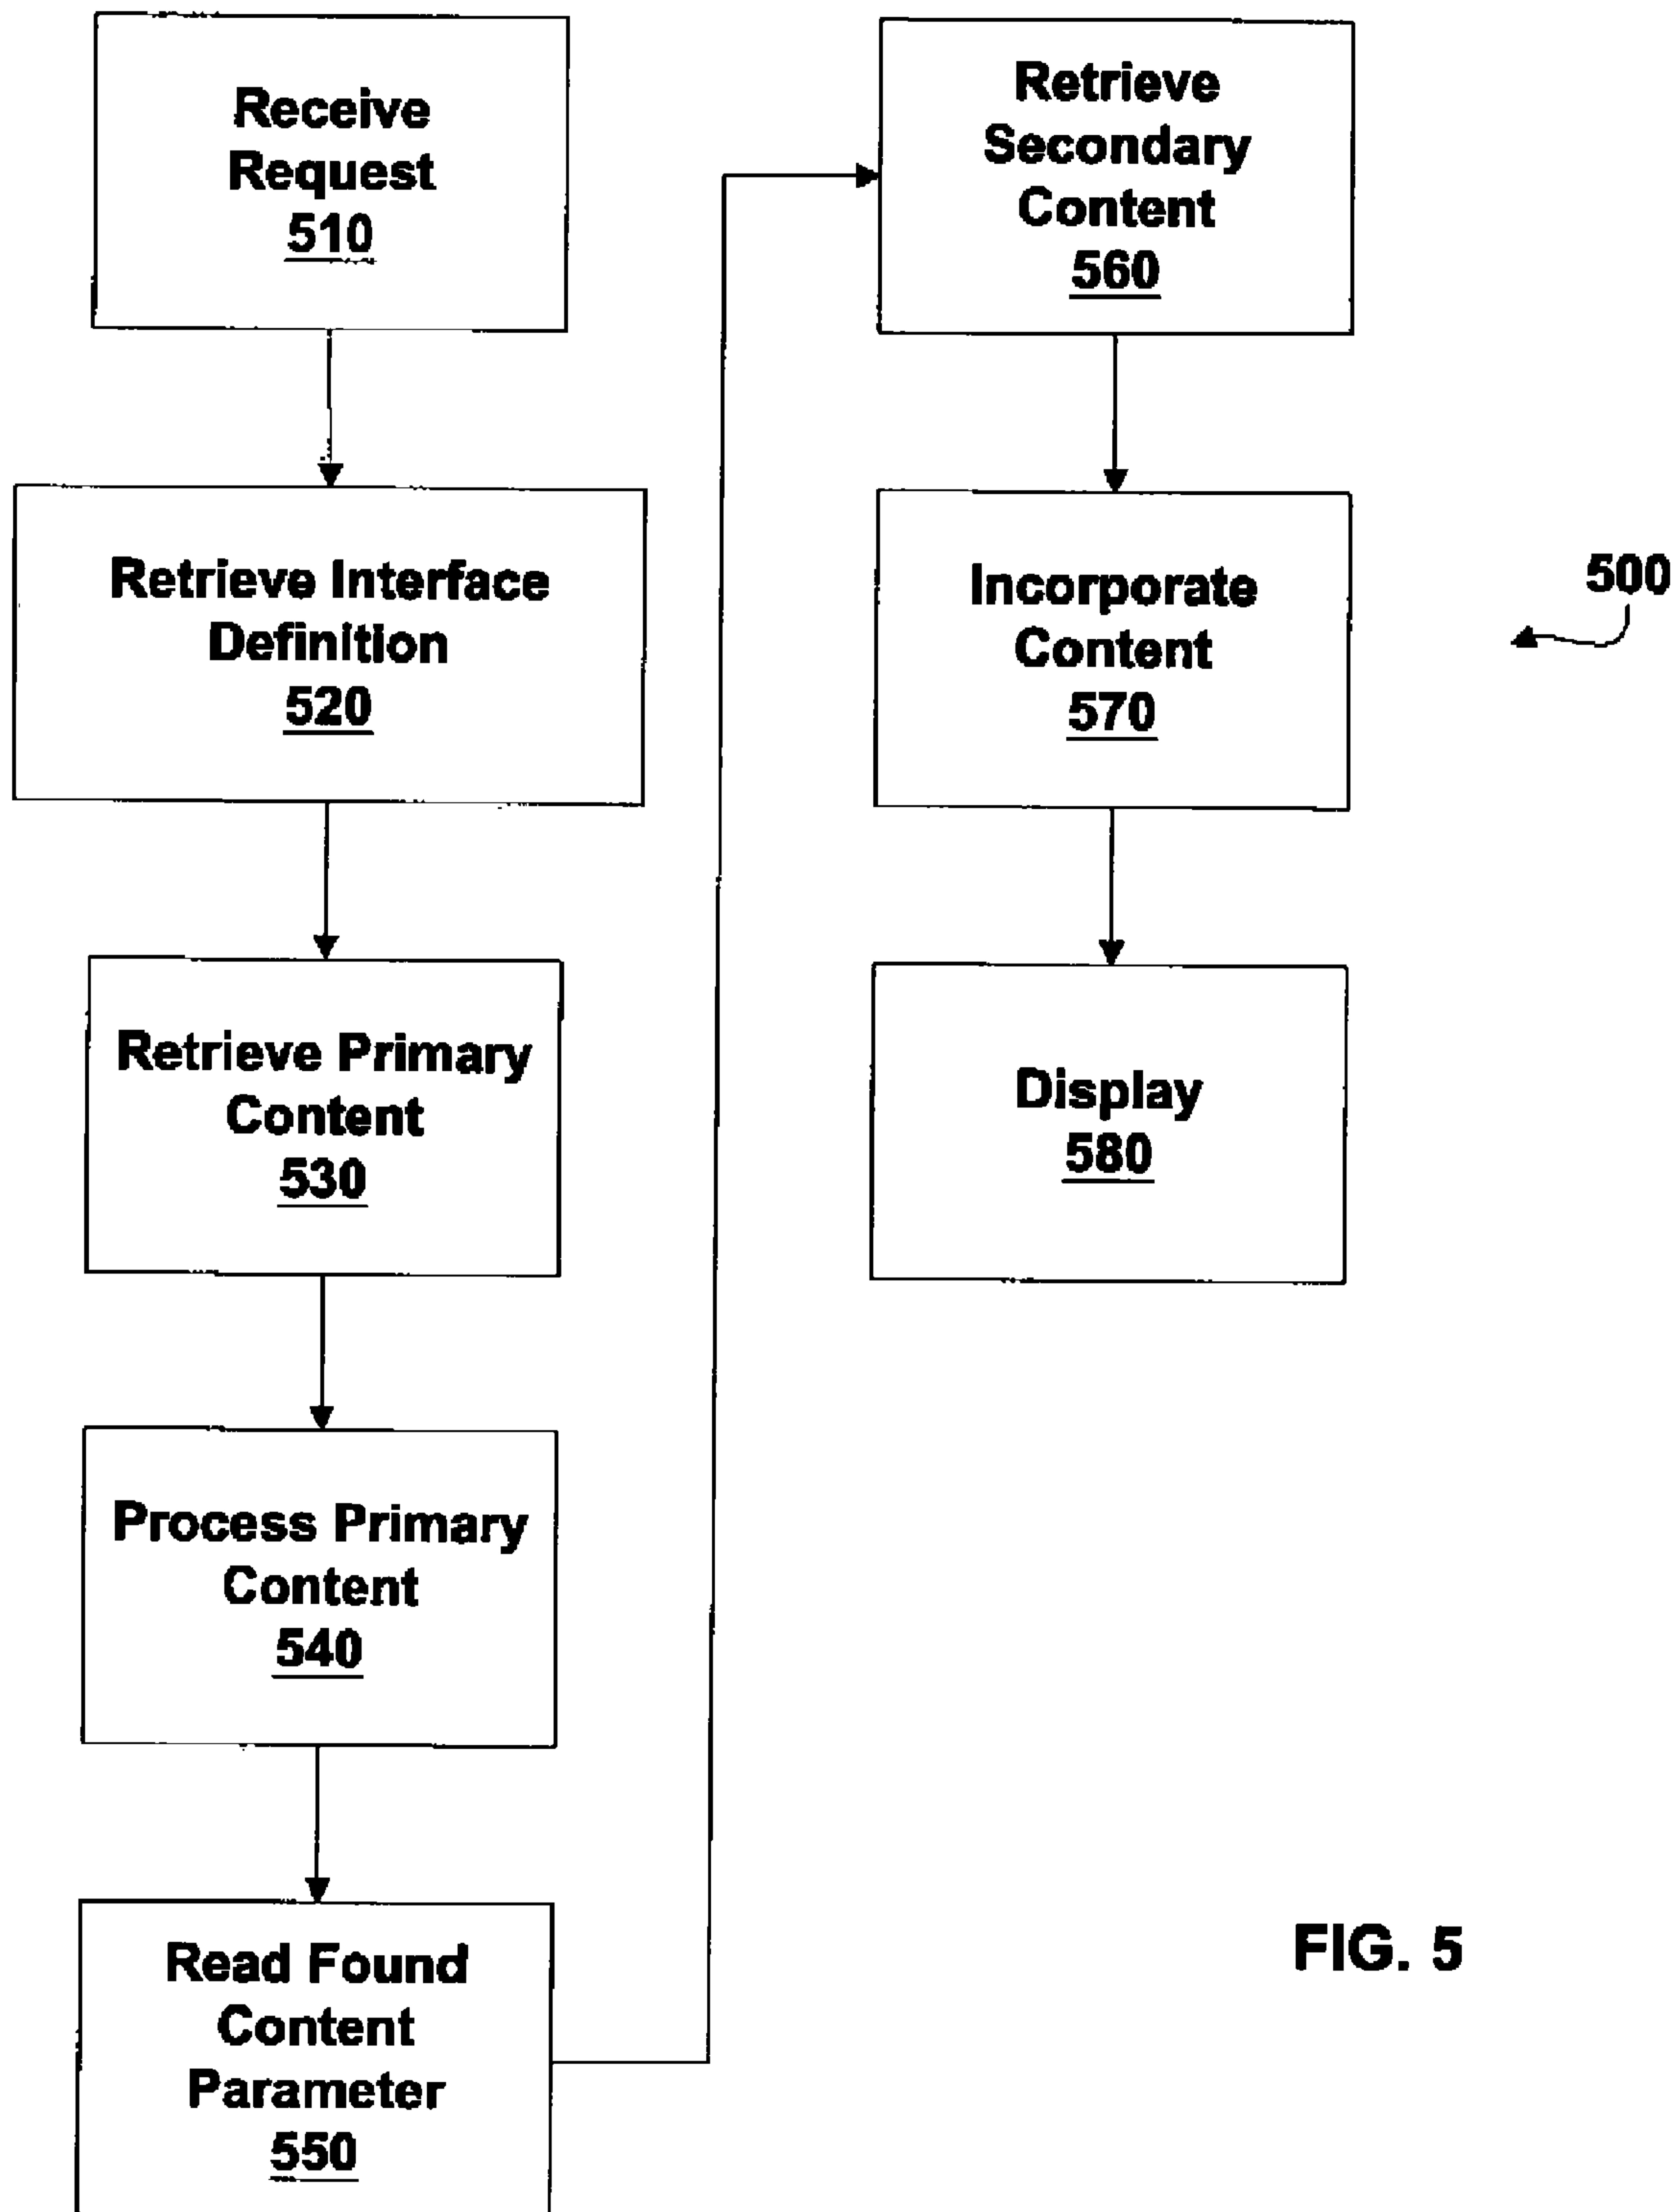 Receive
Request
510
Retrieve Interface
Definition
520
Retrieve Primary
Content
530
Process Primary
Content
540
Read Found
Content
Parameter
550
Retrieve
Secondary
Content
560
Incorporate
Content
570
Display
580
500
FIG. 5